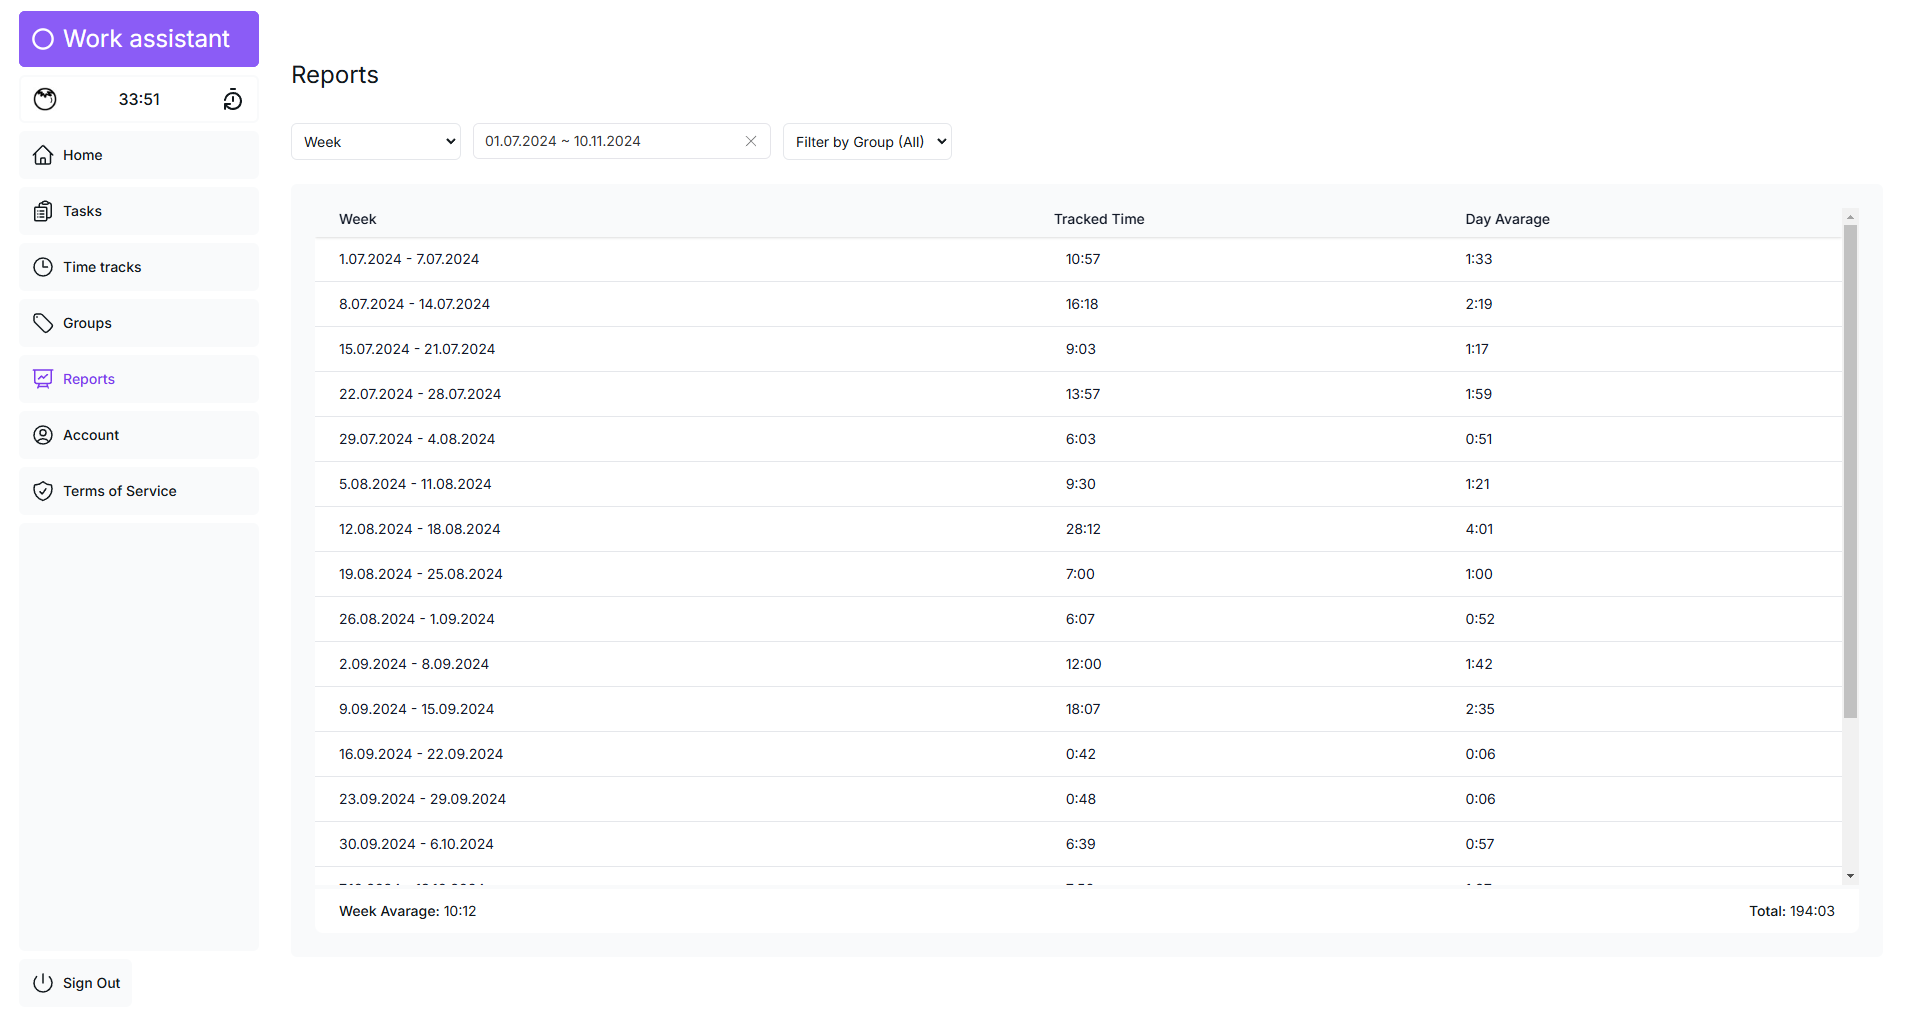 Work assistant
33:51
Home
Tasks
Time tracks
Groups
Reports
Account
Terms of Service
Sign Out
Reports
Week 01.07.2024 ~ 10.11.2024 Filter by Group (All)
Week Tracked Time Day Avarage
1.07.2024 - 7.07.2024 10:57 1:33
8.07.2024 - 14.07.2024 16:18 2:19
15.07.2024 - 21.07.2024 9:03 1:17
22.07.2024 - 28.07.2024 13:57 1:59
29.07.2024 - 4.08.2024 6:03 0:51
5.08.2024 - 11.08.2024 9:30 1:21
12.08.2024 - 18.08.2024 28:12 4:01
19.08.2024 - 25.08.2024 7:00 1:00
26.08.2024 - 1.09.2024 6:07 0:52
2.09.2024 - 8.09.2024 12:00 1:42
9.09.2024 - 15.09.2024 18:07 2:35
16.09.2024 - 22.09.2024 0:42 0:06
23.09.2024 - 29.09.2024 0:48 0:06
30.09.2024 - 6.10.2024 6:39 0:57
Week Avarage: 10:12 Total: 194:03